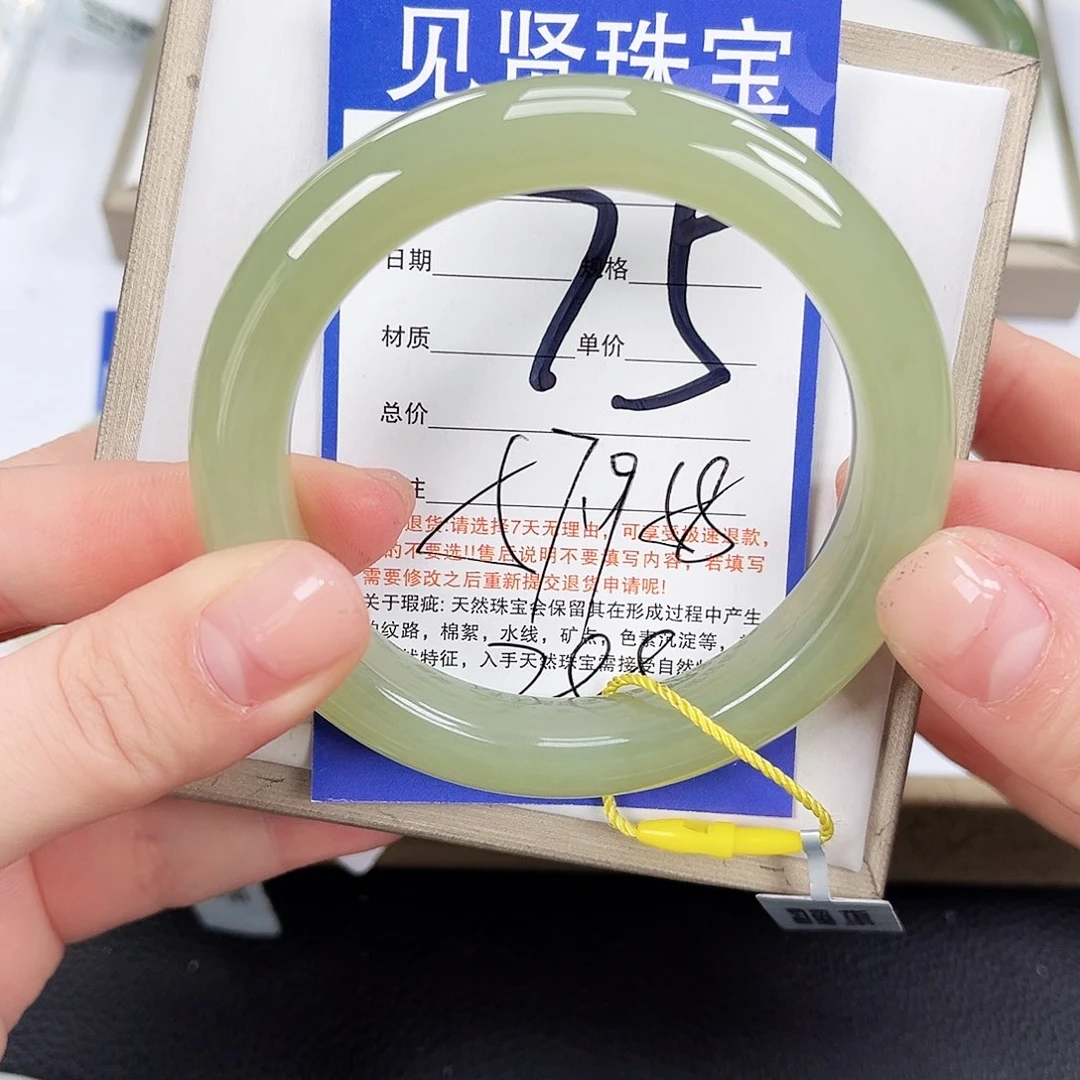 见贤珠宝
75
日期 规格
材质 单价
总价
主
退货:请选择7天无理由,可享受极速退款,
的不要选!!售后说明不要填写内容,若填写
需要修改之后重新提交退货申请呢!
关于瑕疵: 天然珠宝会保留其在形成过程中产生
的纹路,棉絮,水线,矿点,色素沉淀等,
特征,入手天然珠宝需接受自然